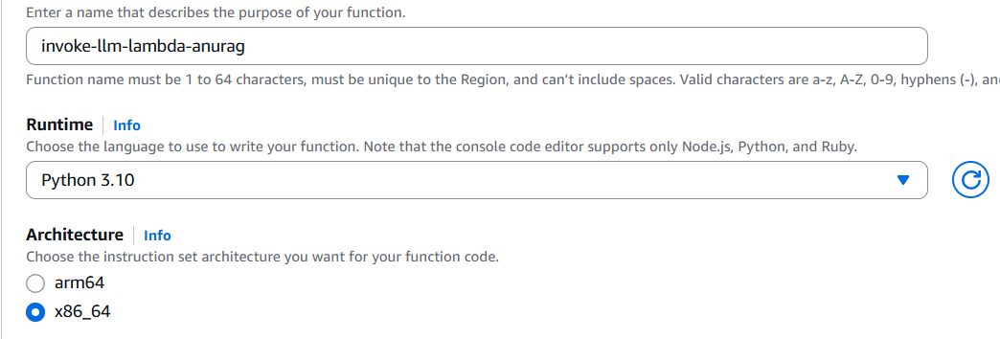 Enter a name that describes the purpose of your function.
invoke-llm-lambda-anurag
Function name must be 1 to 64 characters, must be unique to the Region, and can't include spaces. Valid characters are a-z, A-Z, 0-9, hyphens (-), an
Runtime Info
Choose the language to use to write your function. Note that the console code editor supports only Node.js, Python, and Ruby.
Python 3.10
Architecture Info
Choose the instruction set architecture you want for your function code.
arm64
x86_64